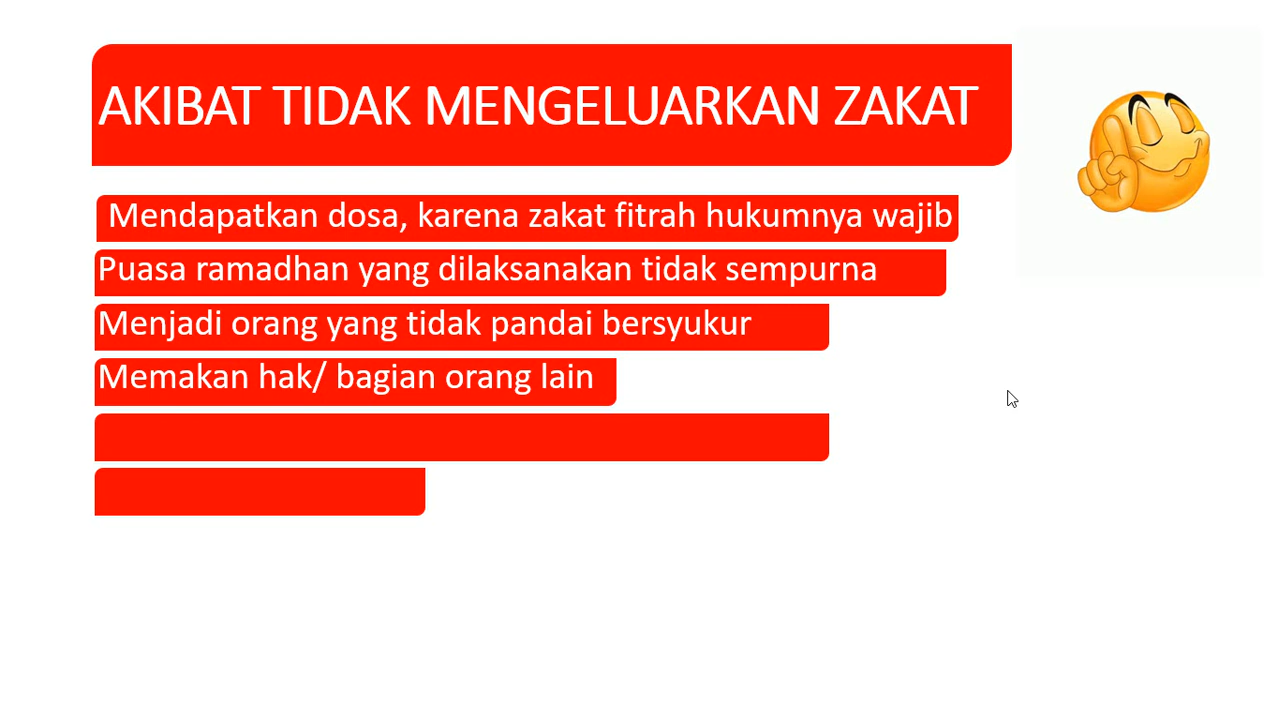 AKIBAT TIDAK MENGELUARKAN ZAKAT
Mendapatkan dosa, karena zakat fitrah hukumnya wajib
Puasa ramadhan yang dilaksanakan tidak sempurna
Menjadi orang yang tidak pandai bersyukur
Memakan hak/ bagian orang lain